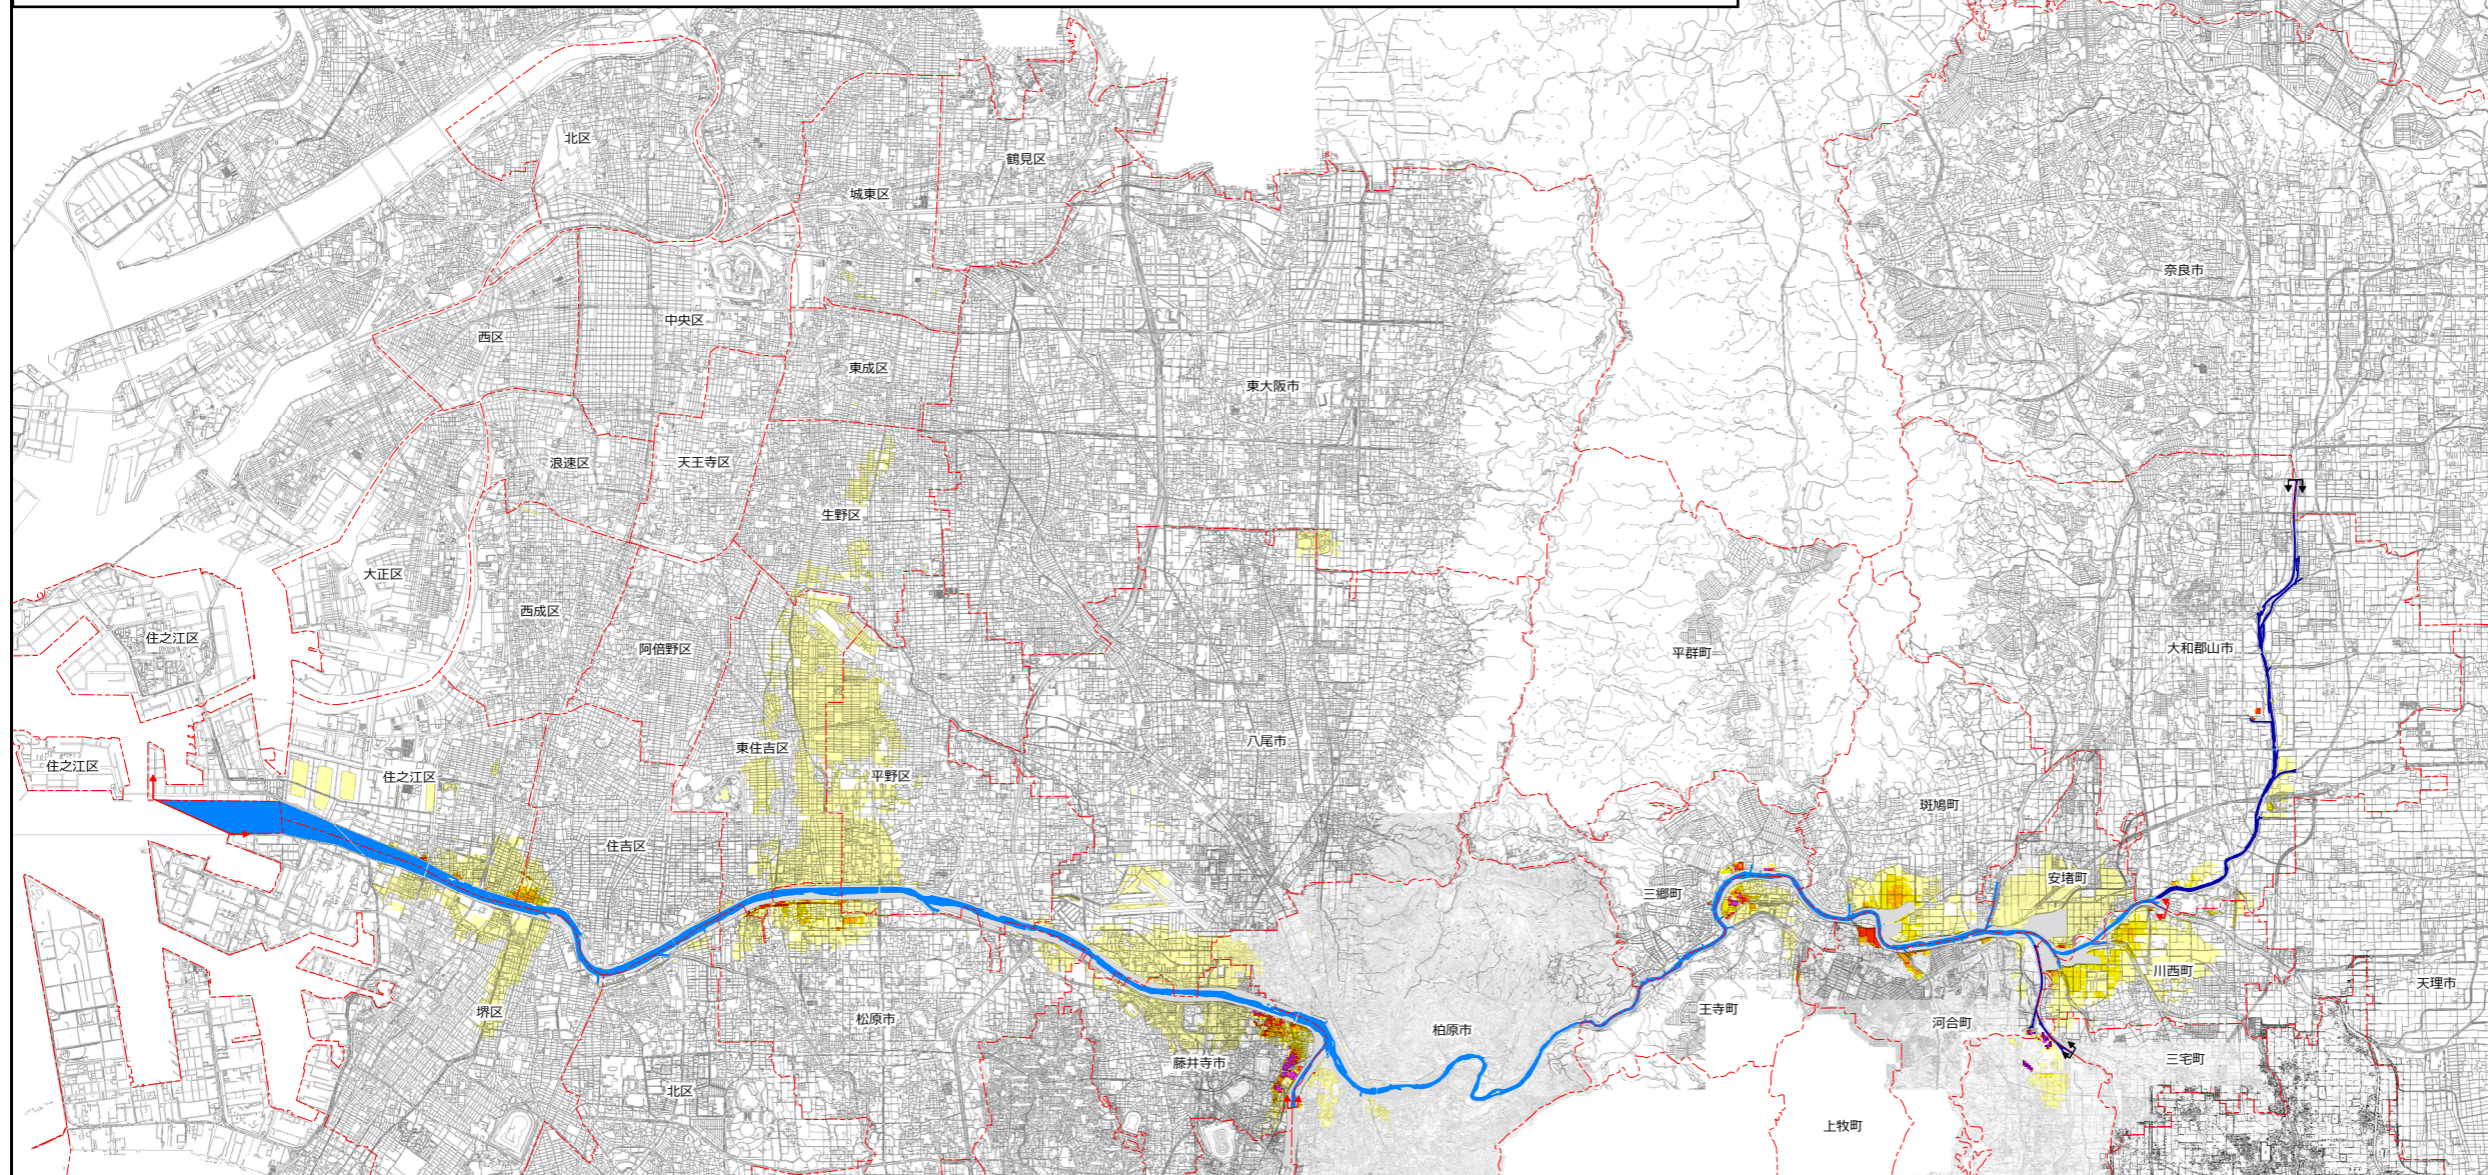 北区
鶴見区
城東区
奈良市
中央区
西区
東成区
東大阪市
浪速区
天王寺区
生野区
大正区
西成区
住之江区
阿倍野区
平群町
大和郡山市
東住吉区
八尾市
住之江区
住之江区
平野区
斑鳩町
住吉区
安堵町
三郷町
川西町
天理市
堺区
松原市
王寺町
河合町
柏原市
藤井寺市
三宅町
北区
上牧町